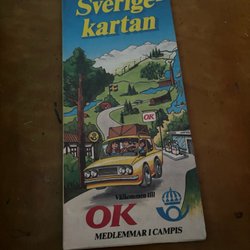 Sverige-
kartan
OK
Välkommen till
OK
MEDLEMMAR I CAMPIS